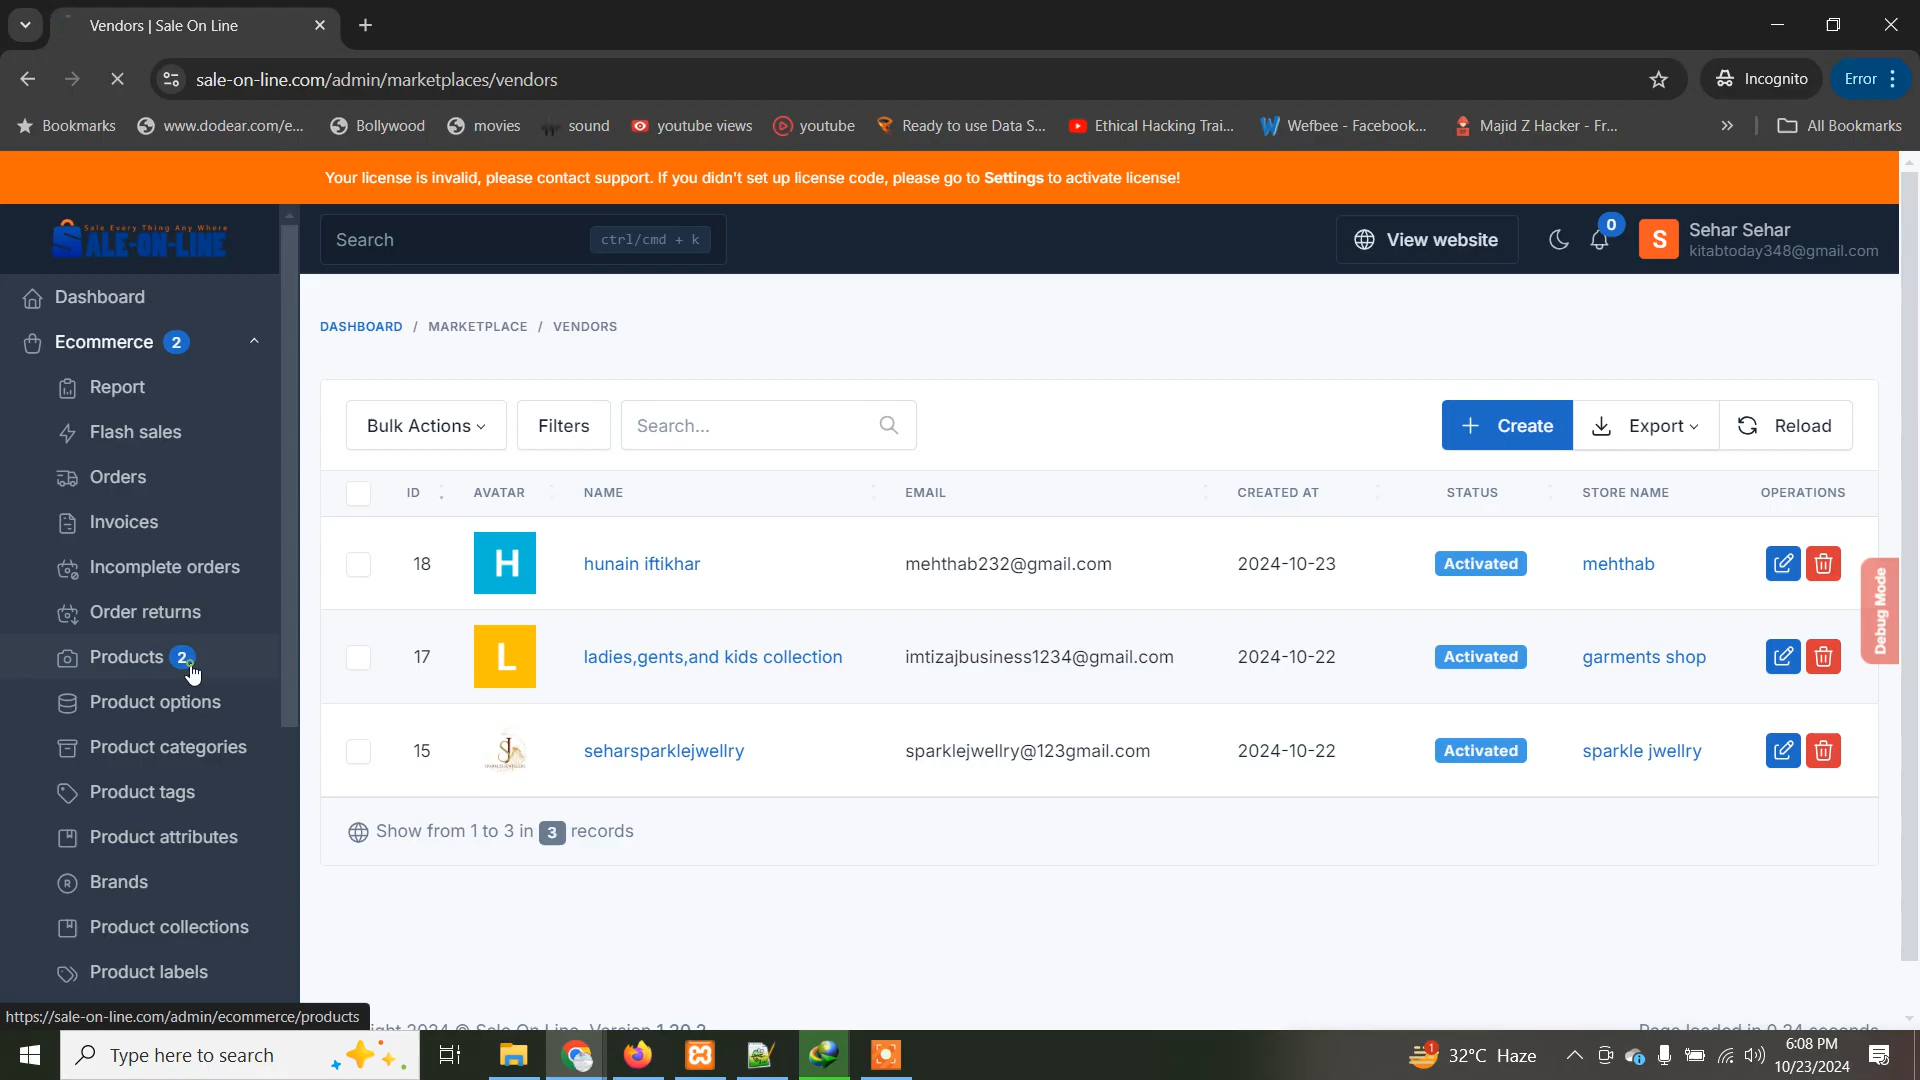 Vendors | Sale On Line
sale-on-line.com/admin/marketplaces/vendors
Incognito
Error
Bookmarks
www.dodear.com/e...
Bollywood
movies
sound
youtube views
youtube
Ready to use Data S...
Ethical Hacking Trai...
Wefbee - Facebook...
Majid Z Hacker - Fr...
All Bookmarks
Your license is invalid, please contact support. If you didn't set up license code, please go to Settings to activate license!
Sale Every Thing Any Where
SALE-ON-LINE
Search
ctrl/cmd + k
View website
0
S
Sehar Sehar
kitabtoday348@gmail.com
Dashboard
Ecommerce 2
Report
Flash sales
Orders
Invoices
Incomplete orders
Order returns
Products 2
Product options
Product categories
Product tags
Product attributes
Brands
Product collections
Product labels
DASHBOARD / MARKETPLACE / VENDORS
Bulk Actions
Filters
Search...
Create
Export
Reload
ID AVATAR NAME EMAIL CREATED AT STATUS STORE NAME OPERATIONS
18 H hunain iftikhar mehthab232@gmail.com 2024-10-23 Activated mehthab
17 L ladies,gents,and kids collection imtizajbusiness1234@gmail.com 2024-10-22 Activated garments shop
15 seharsparklejwellry sparklejwellry@123gmail.com 2024-10-22 Activated sparkle jwellry
Show from 1 to 3 in 3 records
Debug Mode
https://sale-on-line.com/admin/ecommerce/products
Type here to search
1
32°C Haze
6:08 PM
10/23/2024